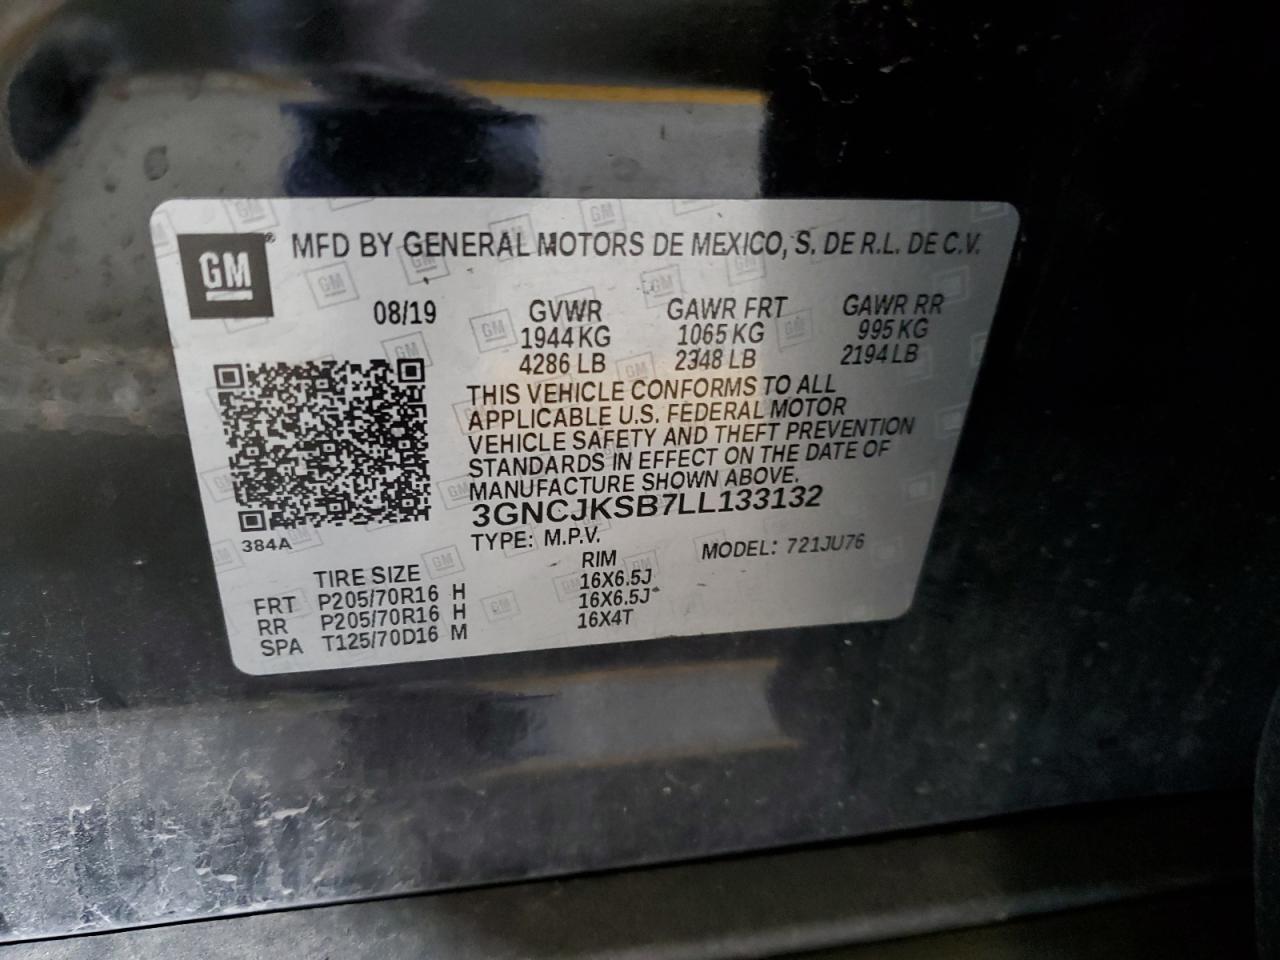 GM ® MFD BY GENERAL MOTORS DE MEXICO, S. DE R.L. DE C.V.
08/19 GVWR GAWR FRT GAWR RR
1944 KG 1065 KG 995 KG
4286 LB 2348 LB 2194 LB
THIS VEHICLE CONFORMS TO ALL
APPLICABLE U.S. FEDERAL MOTOR
VEHICLE SAFETY AND THEFT PREVENTION
STANDARDS IN EFFECT ON THE DATE OF
MANUFACTURE SHOWN ABOVE.
3GNCJKSB7LL133132
384A TYPE: M.P.V. MODEL: 721JU76
TIRE SIZE RIM
FRT P205/70R16 H 16X6.5J
RR P205/70R16 H 16X6.5J
SPA T125/70D16 M 16X4T